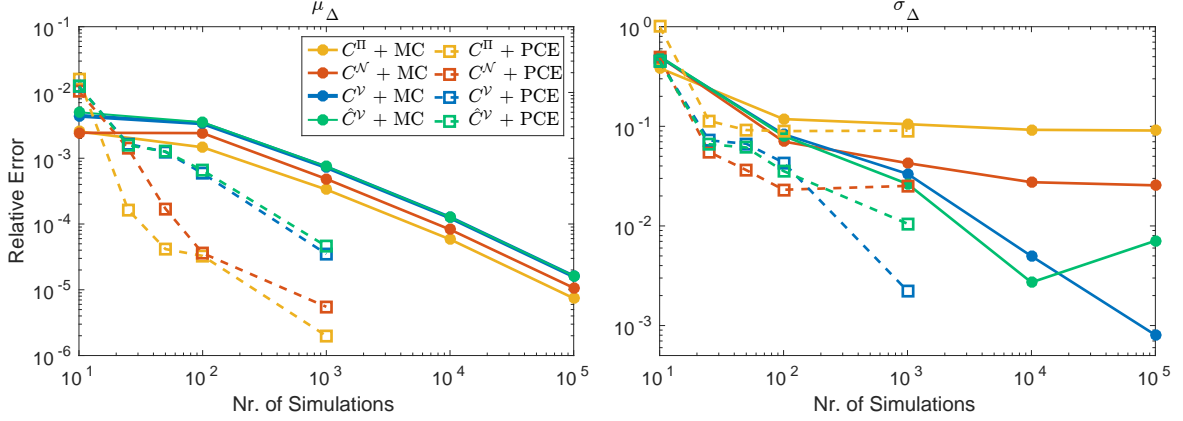 μ_Δ
σ_Δ
10^-1
10^-2
10^-3
10^-4
10^-5
10^-6
Relative Error
C^Π + MC
C^Π + PCE
C^𝒩 + MC
C^𝒩 + PCE
C^𝒱 + MC
C^𝒱 + PCE
Ĉ^𝒱 + MC
Ĉ^𝒱 + PCE
10^1
10^2
10^3
10^4
10^5
Nr. of Simulations
10^0
10^-1
10^-2
10^-3
10^1
10^2
10^3
10^4
10^5
Nr. of Simulations